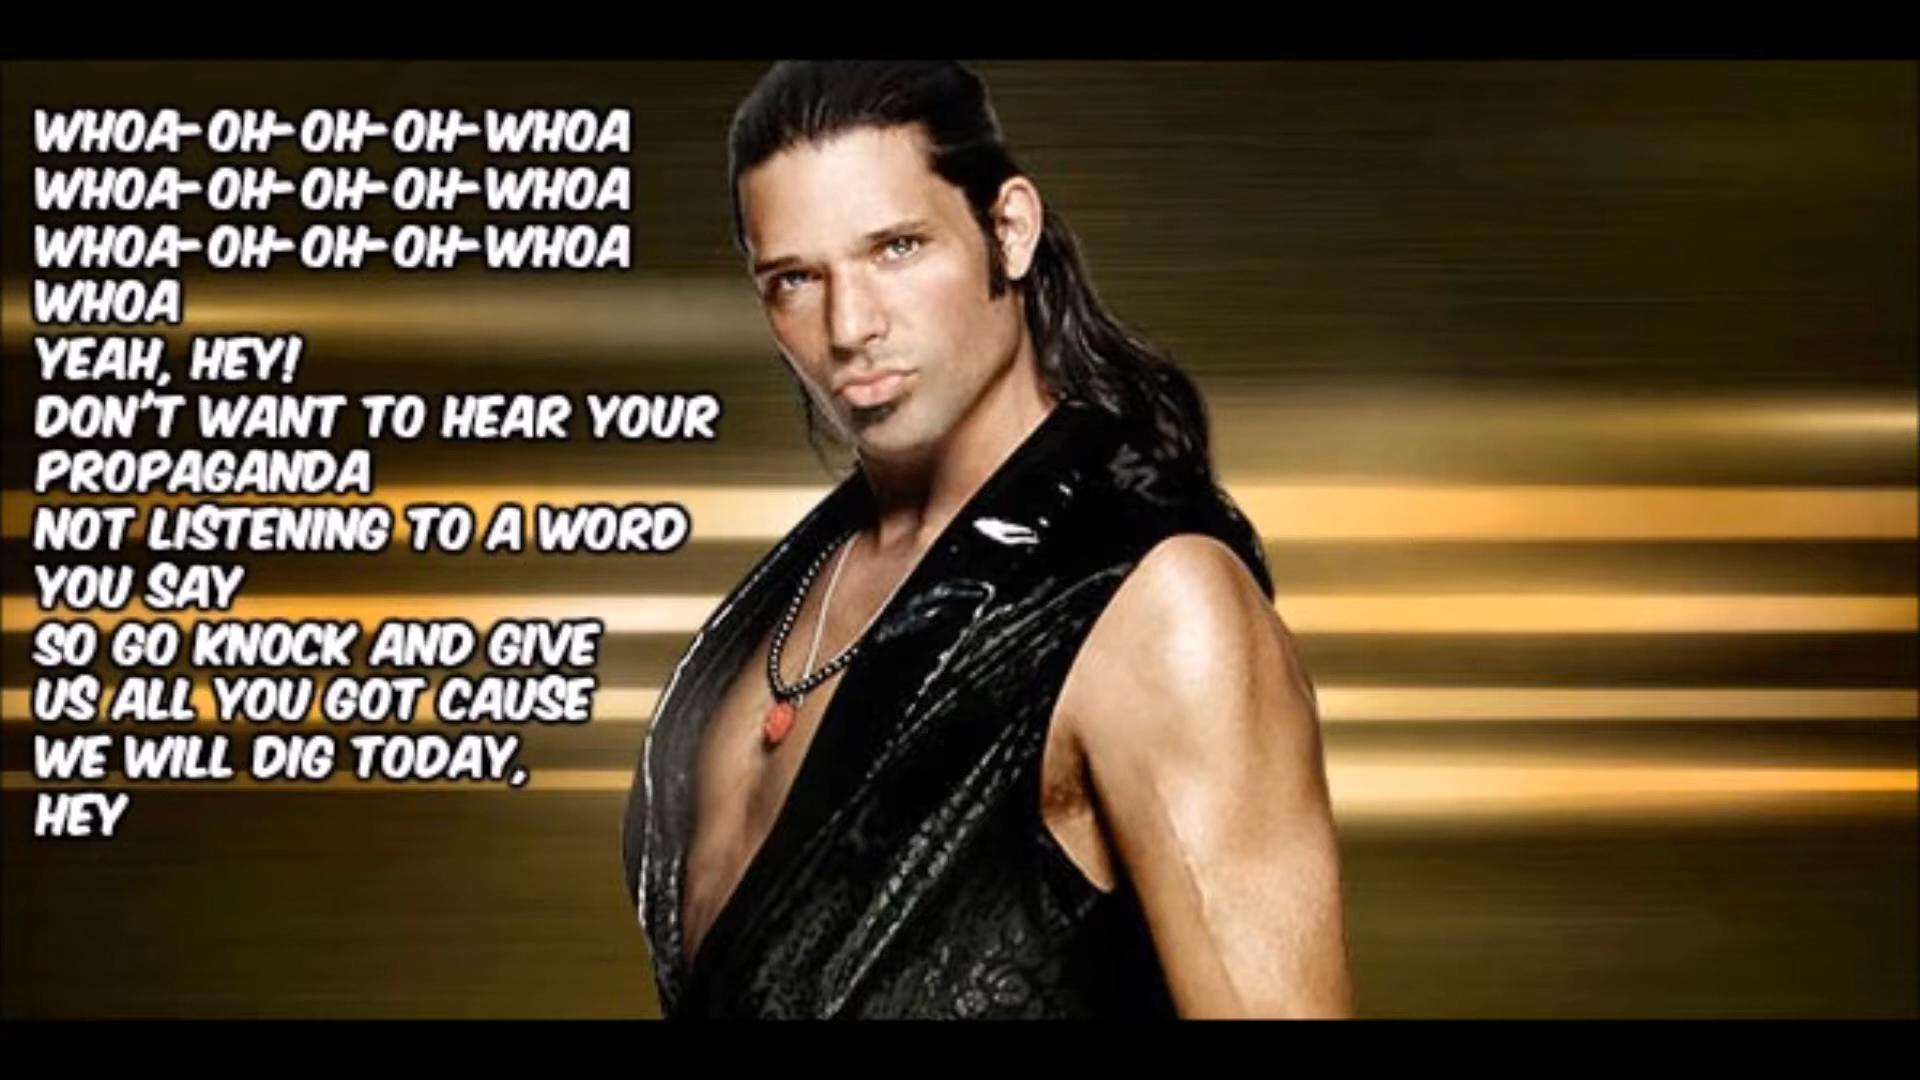 WHOA-OH-OH-OH-WHOA
WHOA-OH-OH-OH-WHOA
WHOA-OH-OH-OH-WHOA
WHOA
YEAH, HEY!
DON'T WANT TO HEAR YOUR
PROPAGANDA
NOT LISTENING TO A WORD
YOU SAY
SO GO KNOCK AND GIVE
US ALL YOU GOT CAUSE
WE WILL DIG TODAY,
HEY